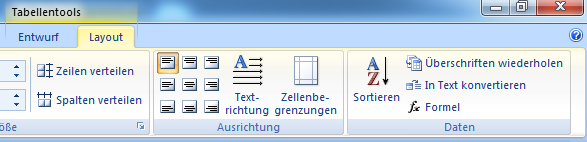 Tabellentools
Entwurf Layout
Zeilen verteilen
Spalten verteilen
öße
Text-
richtung
Zellenbe-
grenzungen
Ausrichtung
A
Z
Sortieren
Überschriften wiederholen
In Text konvertieren
fx Formel
Daten